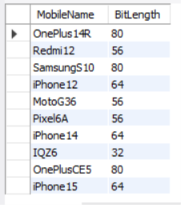 MobileName BitLength
OnePlus14R 80
Redmi12 56
SamsungS10 80
iPhone12 64
MotoG36 56
Pixel6A 56
iPhone14 64
IQZ6 32
OnePlusCE5 80
iPhone15 64